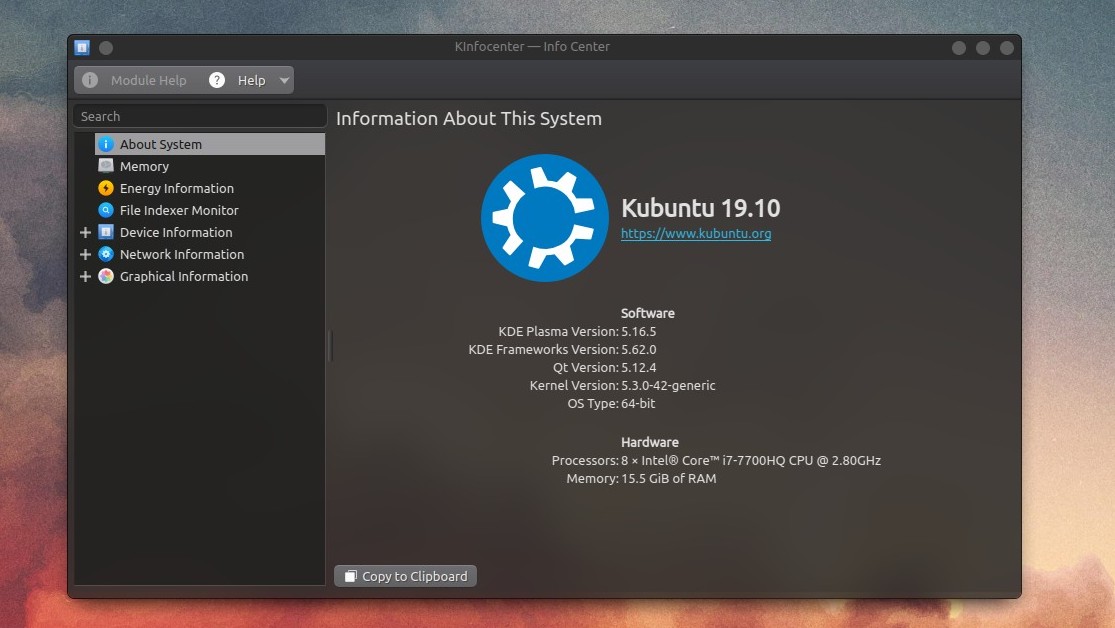 KInfocenter — Info Center
Module Help
Help
Search
About System
Memory
Energy Information
File Indexer Monitor
Device Information
Network Information
Graphical Information
Information About This System
Kubuntu 19.10
https://www.kubuntu.org
Software
KDE Plasma Version: 5.16.5
KDE Frameworks Version: 5.62.0
Qt Version: 5.12.4
Kernel Version: 5.3.0-42-generic
OS Type: 64-bit
Hardware
Processors: 8 × Intel® Core™ i7-7700HQ CPU @ 2.80GHz
Memory: 15.5 GiB of RAM
Copy to Clipboard